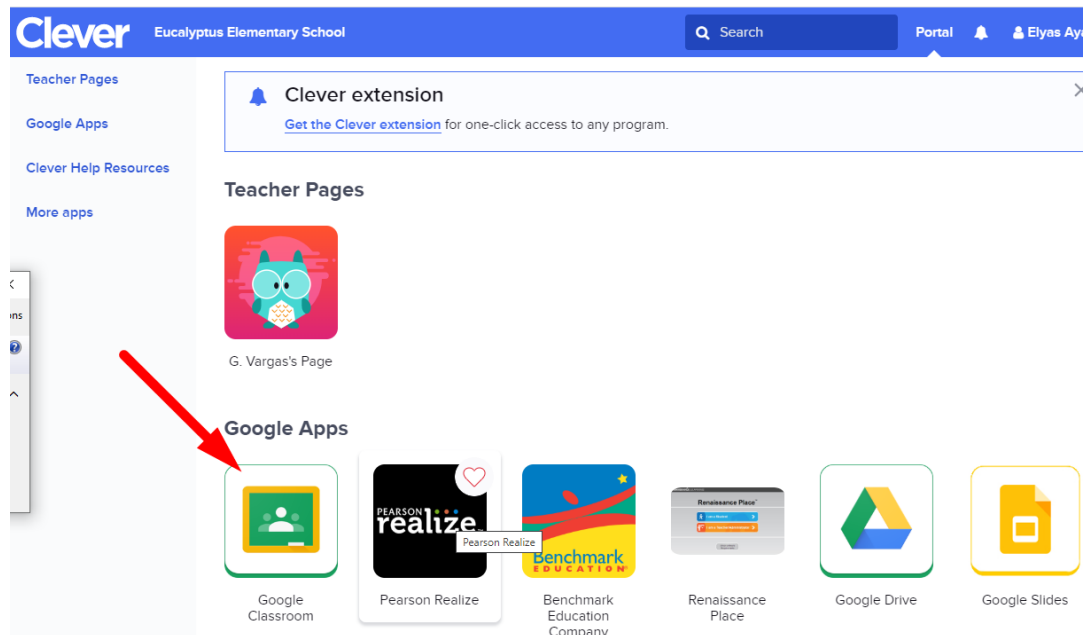 Clever
Eucalyptus Elementary School
Search
Portal
Elyas Aya
Teacher Pages
Google Apps
Clever Help Resources
More apps
Clever extension
Get the Clever extension for one-click access to any program.
Teacher Pages
G. Vargas's Page
ons
Google Apps
PEARSON
realize
Pearson Realize
Benchmark
EDUCATION
Renaissance Place
Google
Classroom
Pearson Realize
Benchmark
Education
Company
Renaissance
Place
Google Drive
Google Slides